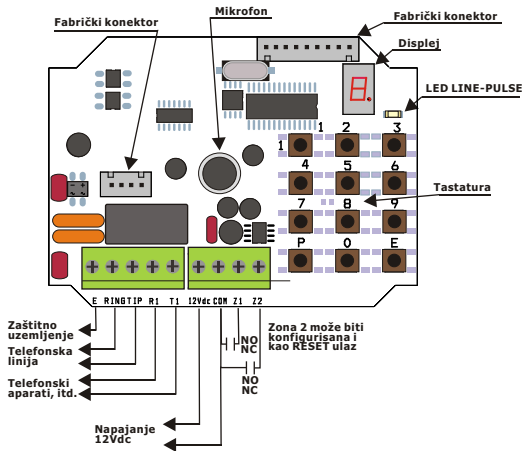 Mikrofon
Fabrički konektor
Fabrički konektor
Displej
8.
LED LINE-PULSE
1 2 3
1
4 5 6
Tastatura
7 8 9
P 0 E
E RING TIP R1 T1 12Vdc COM Z1 Z2
Zaštitno
uzemljenje
Telefonska
linija
Telefonski
aparati, itd.
NO
NC
NO
NC
Zona 2 može biti
konfigurisana i
kao RESET ulaz
Napajanje
12Vdc